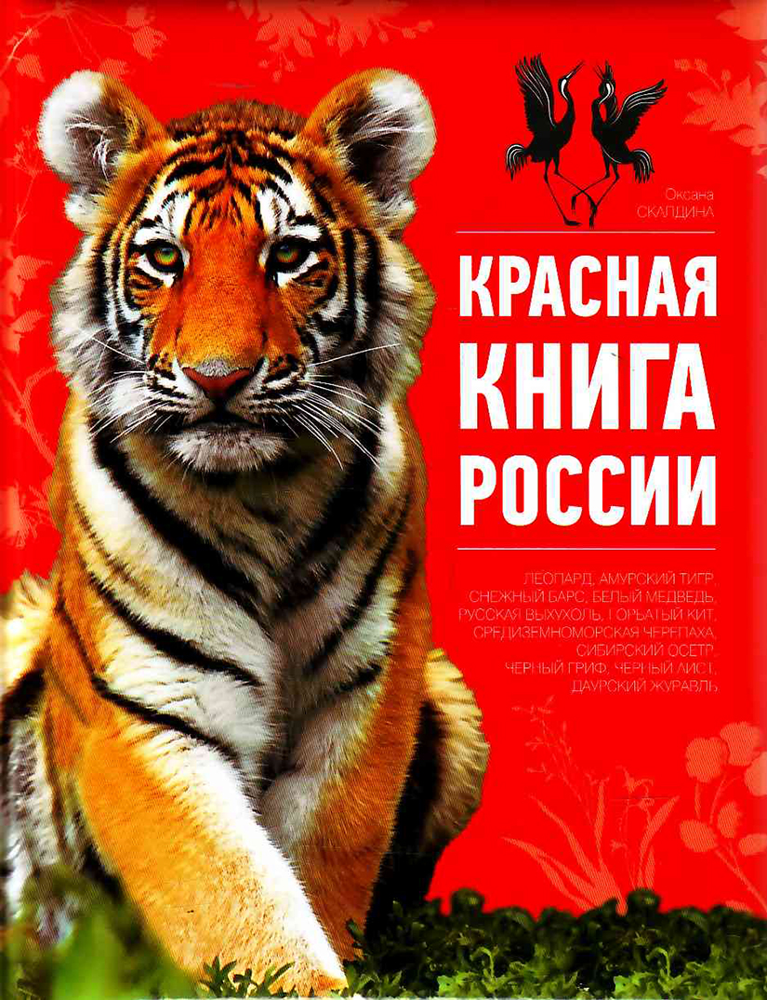 Оксана
СКАЛДИНА
КРАСНАЯ
КНИГА
РОССИИ
ЛЕОПАРД, АМУРСКИЙ ТИГР,
СНЕЖНЫЙ БАРС, БЕЛЫЙ МЕДВЕДЬ,
РУССКАЯ ВЫХУХОЛЬ, ГОРБАТЫЙ КИТ,
СРЕДИЗЕМНОМОРСКАЯ ЧЕРЕПАХА,
СИБИРСКИЙ ОСЕТР,
ЧЕРНЫЙ ГРИФ, ЧЕРНЫЙ АИСТ,
ДАУРСКИЙ ЖУРАВЛЬ